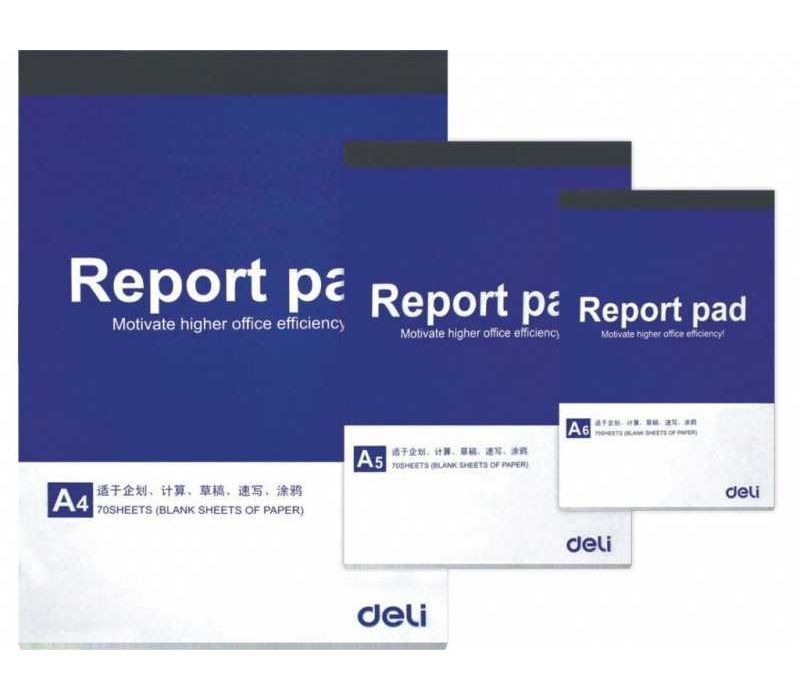 Report pa
Motivate higher office efficiency
A4
适于企划、计算、草稿、速写、涂鸦
70SHEETS (BLANK SHEETS OF PAPER)
deli
Report pa
Motivate higher office efficiency
A5
适于企划、计算、草稿、速写、涂鸦
70SHEETS (BLANK SHEETS OF PAPER)
deli
Report pad
Motivate higher office efficiency!
A6
适于企划、计算、草稿、速写、涂鸦
70SHEETS (BLANK SHEETS OF PAPER)
deli